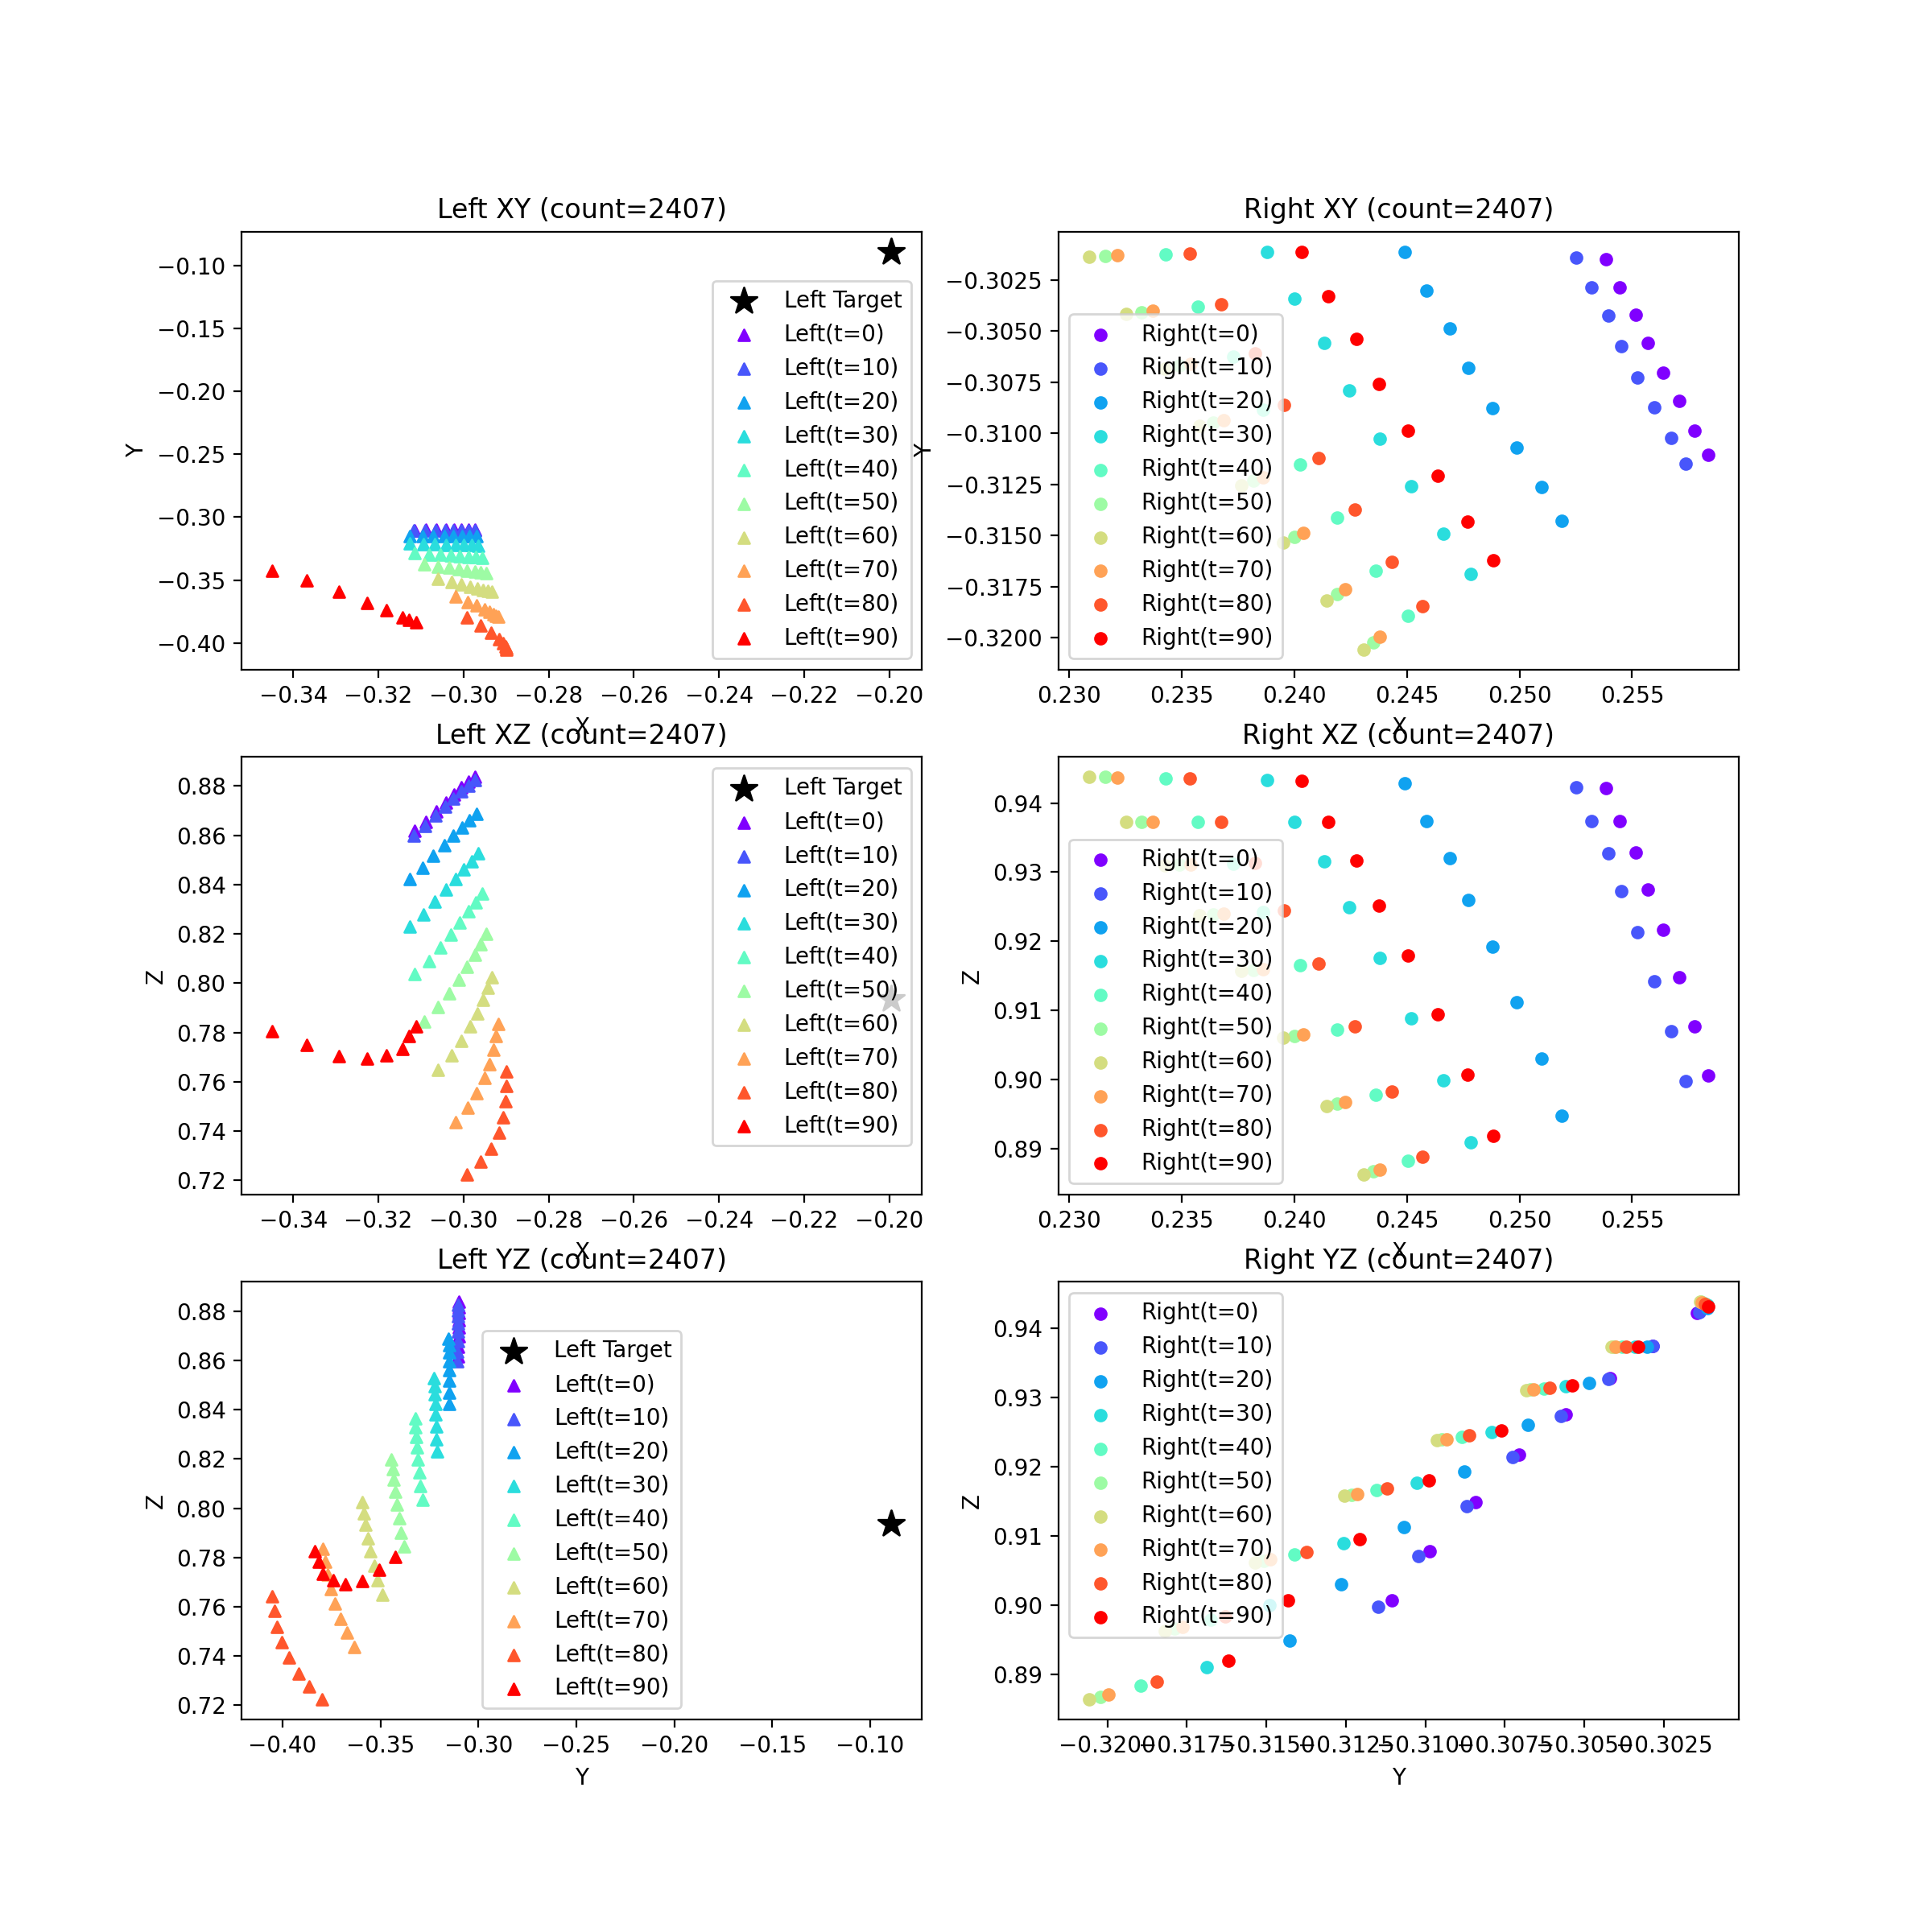 Left XY (count=2407)
Y
−0.10
−0.15
−0.20
−0.25
−0.30
−0.35
−0.40
Left Target
Left(t=0)
Left(t=10)
Left(t=20)
Left(t=30)
Left(t=40)
Left(t=50)
Left(t=60)
Left(t=70)
Left(t=80)
Left(t=90)
−0.34 −0.32 −0.30 −0.28 −0.26 −0.24 −0.22 −0.20
X
Right XY (count=2407)
Y
−0.3025
−0.3050
−0.3075
−0.3100
−0.3125
−0.3150
−0.3175
−0.3200
Right(t=0)
Right(t=10)
Right(t=20)
Right(t=30)
Right(t=40)
Right(t=50)
Right(t=60)
Right(t=70)
Right(t=80)
Right(t=90)
0.230 0.235 0.240 0.245 0.250 0.255
X
Left XZ (count=2407)
Z
0.88
0.86
0.84
0.82
0.80
0.78
0.76
0.74
0.72
Left Target
Left(t=0)
Left(t=10)
Left(t=20)
Left(t=30)
Left(t=40)
Left(t=50)
Left(t=60)
Left(t=70)
Left(t=80)
Left(t=90)
−0.34 −0.32 −0.30 −0.28 −0.26 −0.24 −0.22 −0.20
X
Right XZ (count=2407)
Z
0.94
0.93
0.92
0.91
0.90
0.89
Right(t=0)
Right(t=10)
Right(t=20)
Right(t=30)
Right(t=40)
Right(t=50)
Right(t=60)
Right(t=70)
Right(t=80)
Right(t=90)
0.230 0.235 0.240 0.245 0.250 0.255
X
Left YZ (count=2407)
Z
0.88
0.86
0.84
0.82
0.80
0.78
0.76
0.74
0.72
Left Target
Left(t=0)
Left(t=10)
Left(t=20)
Left(t=30)
Left(t=40)
Left(t=50)
Left(t=60)
Left(t=70)
Left(t=80)
Left(t=90)
−0.40 −0.35 −0.30 −0.25 −0.20 −0.15 −0.10
Y
Right YZ (count=2407)
Z
0.94
0.93
0.92
0.91
0.90
0.89
Right(t=0)
Right(t=10)
Right(t=20)
Right(t=30)
Right(t=40)
Right(t=50)
Right(t=60)
Right(t=70)
Right(t=80)
Right(t=90)
−0.3200 −0.3175 −0.3150 −0.3125 −0.3100 −0.3075 −0.3050 −0.3025
Y